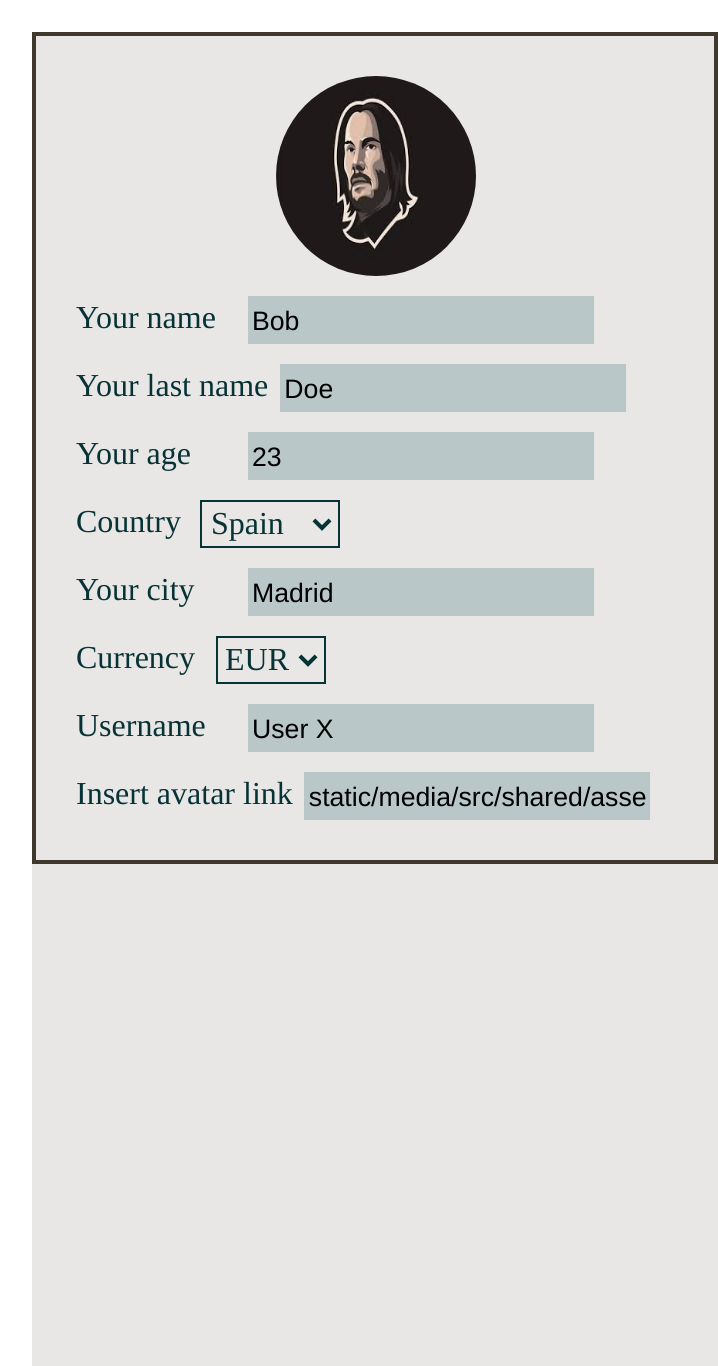 Your name Bob
Your last name Doe
Your age 23
Country Spain
Your city Madrid
Currency EUR
Username User X
Insert avatar link static/media/src/shared/asse